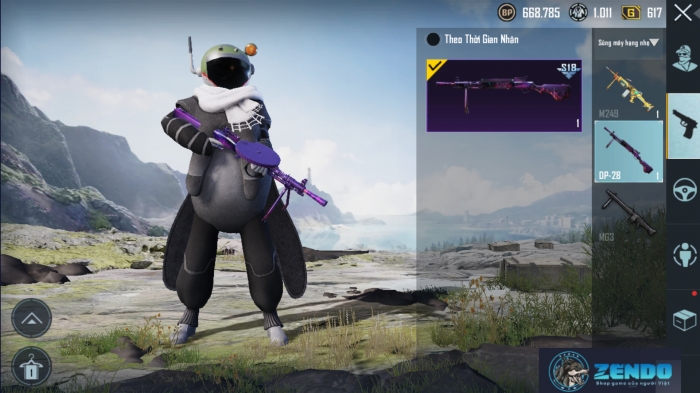 BP 668.785 1.011 G 617
Theo Thời Gian Nhận
Súng máy hạng nhẹ
S18
1
M249
1
DP-28
1
MG3
ZENDO
Shop game của người Việt